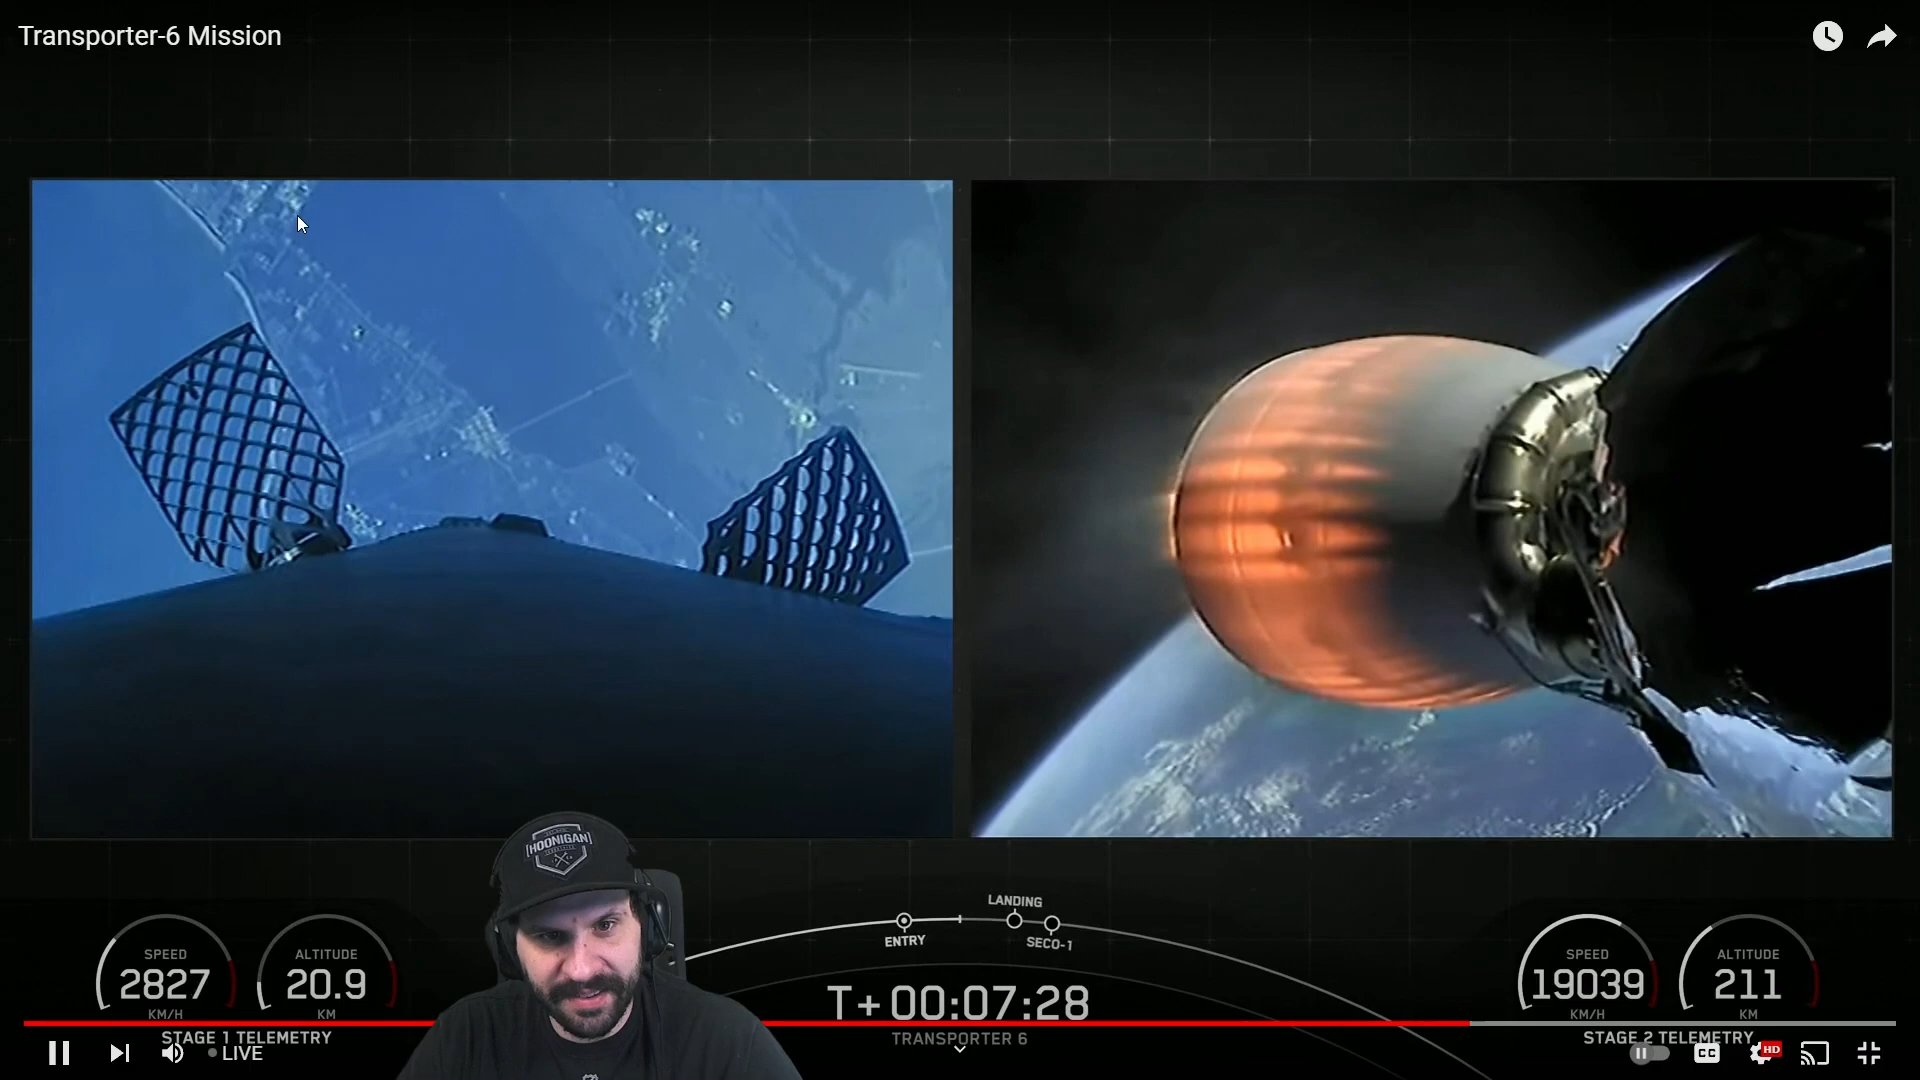 Transporter-6 Mission
HOONIGAN
LANDING
ENTRY
SECO-1
SPEED
2827
KM/H
ALTITUDE
20.9
KM
STAGE 1 TELEMETRY
T+00:07:28
TRANSPORTER 6
SPEED
19039
KM/H
ALTITUDE
211
KM
STAGE 2 TELEMETRY
LIVE
CC
HD